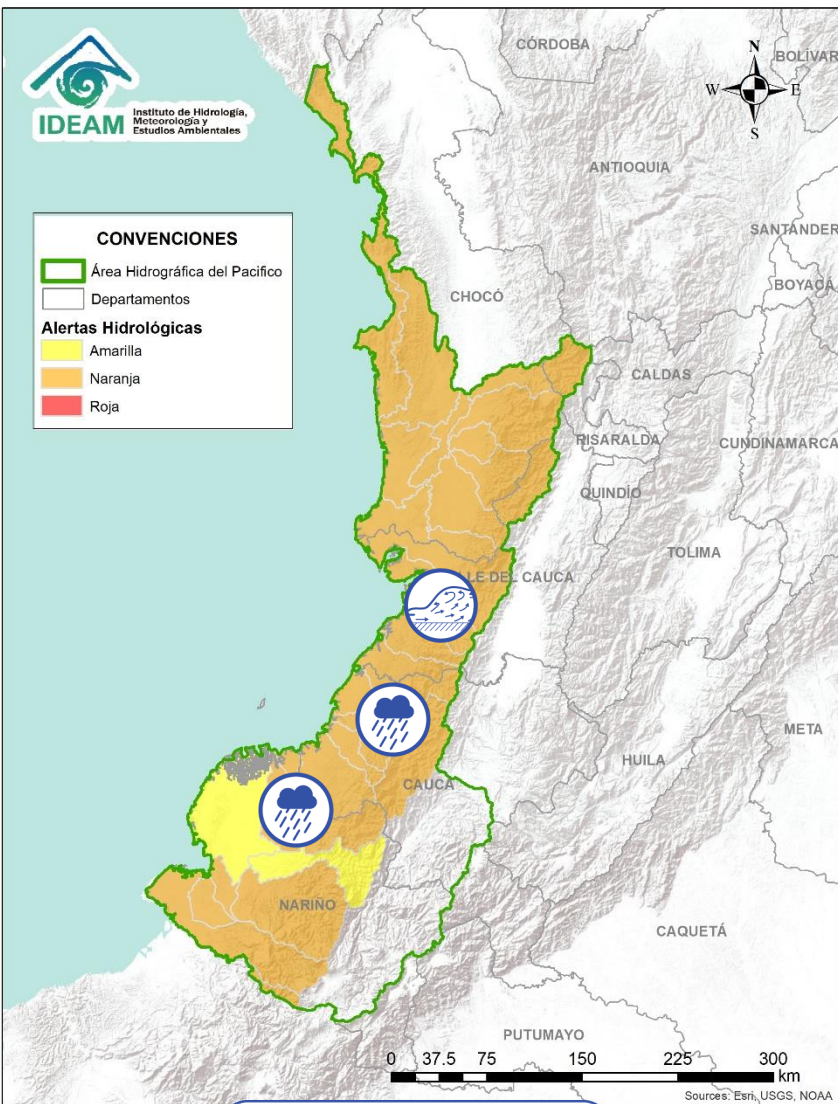 IDEAM
Instituto de Hidrología,
Meteorología y
Estudios Ambientales
CÓRDOBA
BOLÍVAR
N
W
E
S
ANTIOQUIA
SANTANDER
BOYACÁ
CONVENCIONES
Área Hidrográfica del Pacifico
Departamentos
Alertas Hidrológicas
Amarilla
Naranja
Roja
CHOCÓ
CALDAS
RISARALDA
CUNDINAMARCA
QUINDÍO
TOLIMA
LLE DEL CAUCA
META
HUILA
CAUCA
NARIÑO
CAQUETÁ
PUTUMAYO
0 37.5 75 150 225 300
km
Sources: Esri, USGS, NOAA